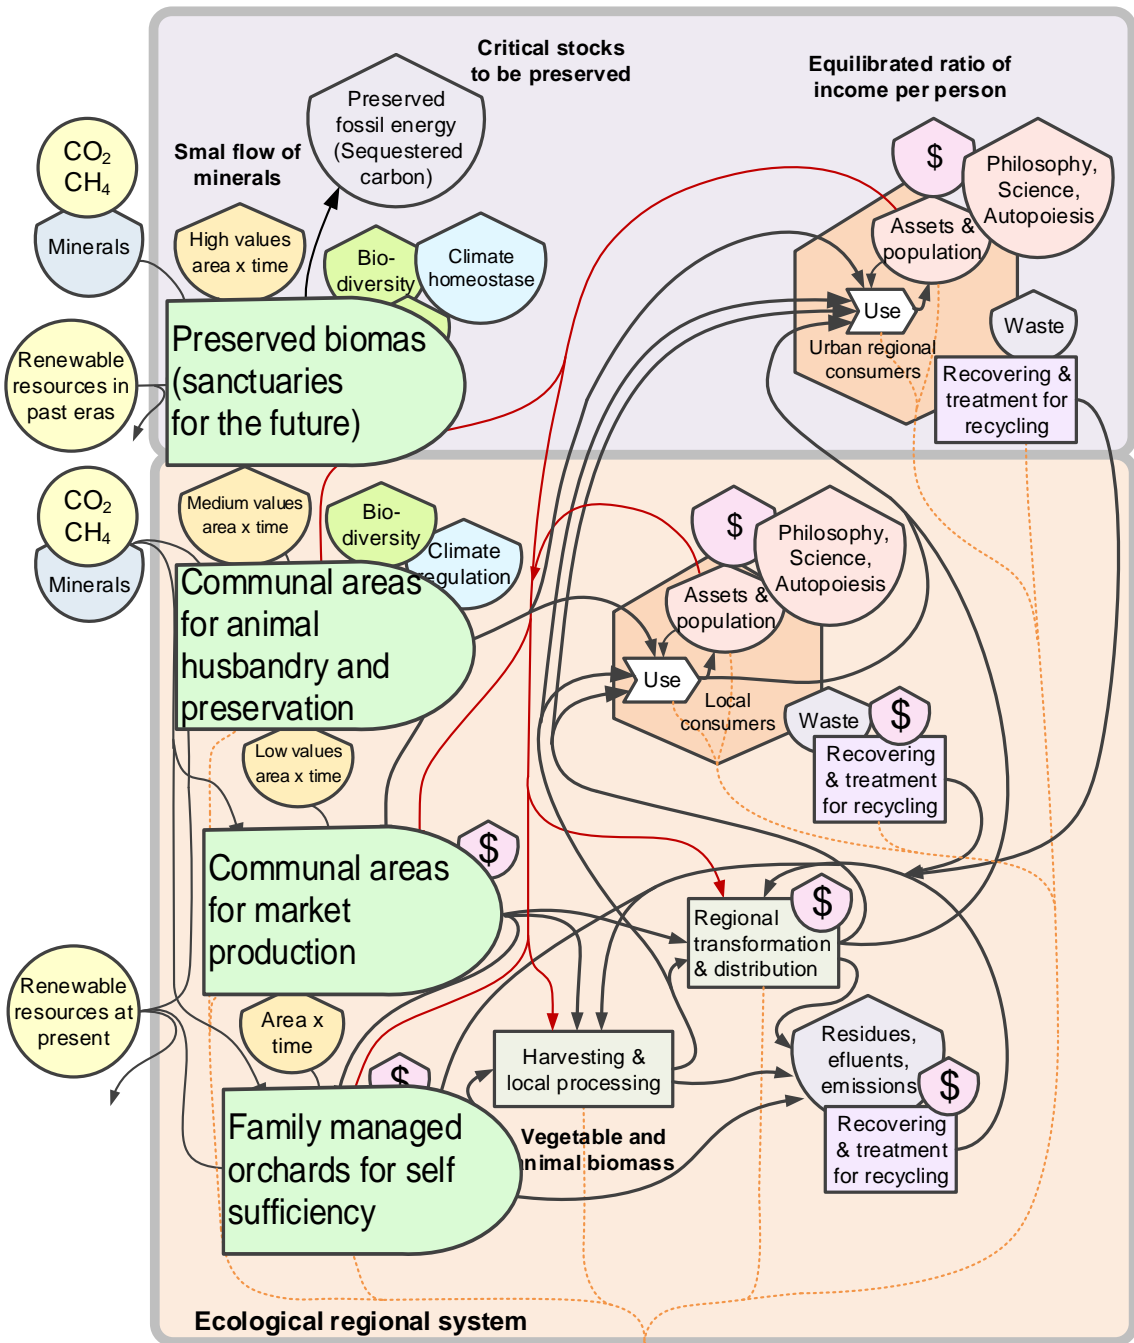 Critical stocks
to be preserved
Equilibrated ratio of
income per person
Preserved
fossil energy
(Sequestered
carbon)
Smal flow of
minerals
CO2
CH4
Minerals
High values
area x time
Bio-
diversity
Climate
homeostase
$
Philosophy,
Science,
Autopoiesis
Assets &
population
Use
Urban regional
consumers
Waste
Recovering &
treatment for
recycling
Renewable
resources in
past eras
Preserved biomas
(sanctuaries
for the future)
CO2
CH4
Minerals
Medium values
area x time
Bio-
diversity
Climate
regulation
$
Philosophy,
Science,
Autopoiesis
Assets &
population
Use
Local
consumers
Waste
$
Recovering
& treatment
for recycling
Communal areas
for animal
husbandry and
preservation
Low values
area x time
Communal areas
for market
production
$
Regional
transformation
& distribution
$
Renewable
resources at
present
Area x
time
Harvesting &
local processing
Residues,
efluents,
emissions
$
Recovering
& treatment
for recycling
$
Family managed
orchards for self
sufficiency
Vegetable and
animal biomass
Ecological regional system